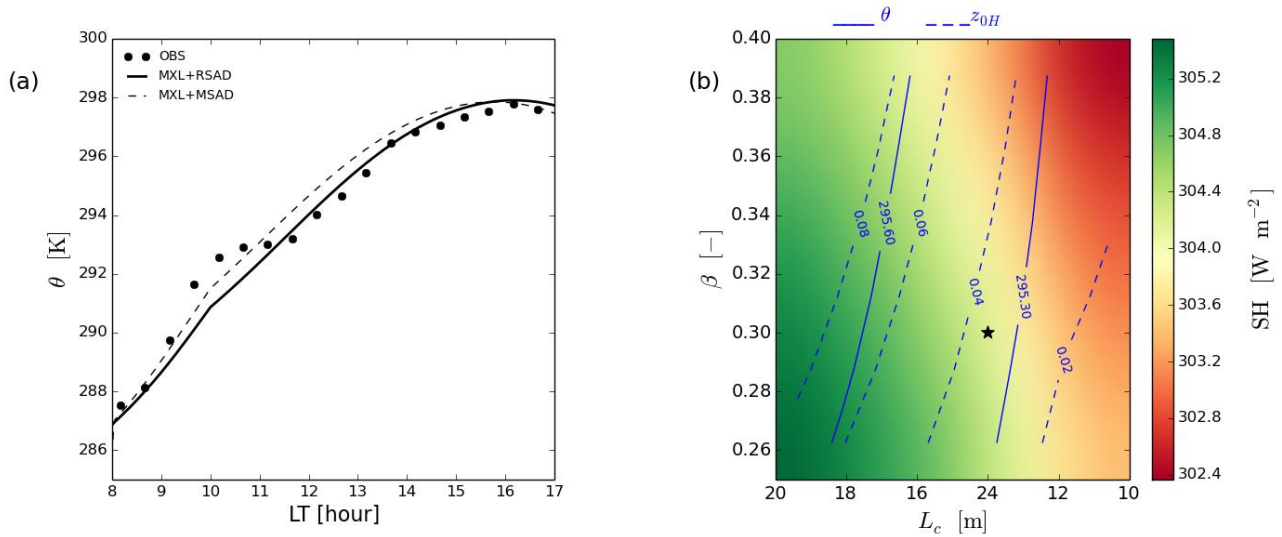 (a)
300
298
296
294
292
290
288
286
θ [K]
OBS
MXL+RSAD
MXL+MSAD
8 9 10 11 12 13 14 15 16 17
LT [hour]
(b)
θ z0H
0.40
0.38
0.36
0.34
0.32
0.30
0.28
0.26
β [−]
0.08
295.60
0.06
0.04
295.30
0.02
20 18 16 24 12 10
Lc [m]
305.2
304.8
304.4
304.0
303.6
303.2
302.8
302.4
SH [W m−2]